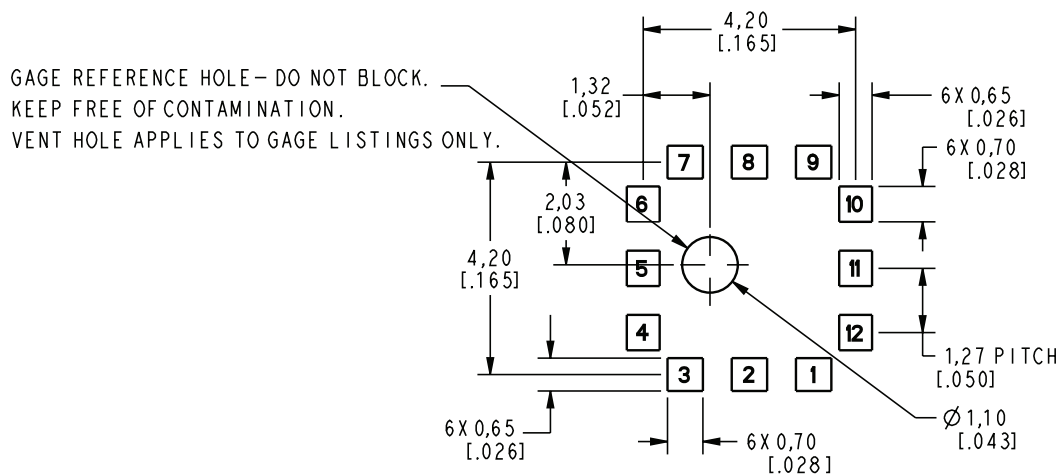 4,20
[.165]
GAGE REFERENCE HOLE- DO NOT BLOCK.
KEEP FREE OF CONTAMINATION.
VENT HOLE APPLIES TO GAGE LISTINGS ONLY.
1,32
[.052]
6X 0,65
[.026]
6X 0,70
[.028]
7 8 9
6
2,03
[.080]
10
4,20
[.165]
5
11
4
12
1,27 PITCH
[.050]
3 2 1
6X 0,65
[.026]
6X 0,70
[.028]
Ø 1,10
[.043]